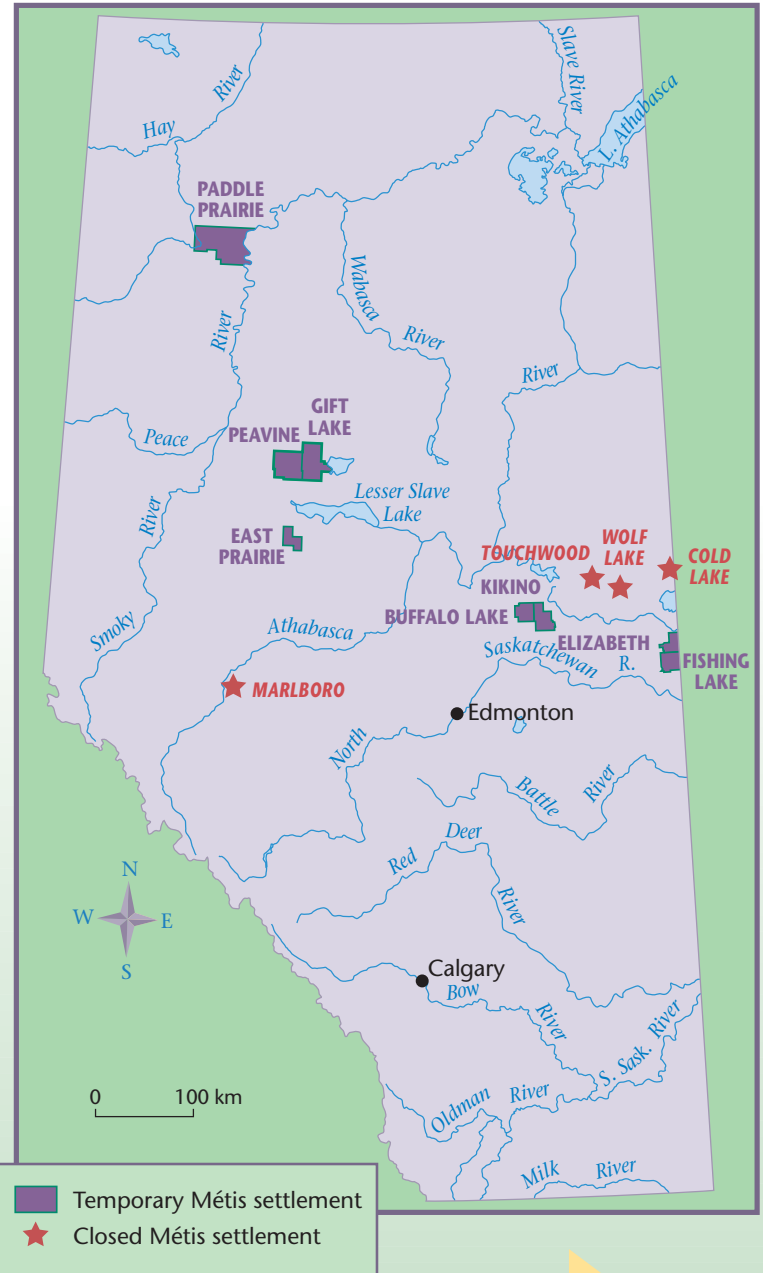 Slave River
L. Athabasca
River
Hay
PADDLE
PRAIRIE
Wabasca
River
River
River
GIFT
LAKE
PEAVINE
Peace
Lesser Slave
Lake
River
EAST
PRAIRIE
WOLF
LAKE
TOUCHWOOD
COLD
LAKE
KIKINO
BUFFALO LAKE
Smoky
Athabasca
ELIZABETH
Saskatchewan
R.
FISHING
LAKE
MARLBORO
Edmonton
North
Battle
River
Deer
Red
River
N
W
E
S
Calgary
Bow
River
S. Sask. River
0 100 km
Oldman River
Milk River
Temporary Métis settlement
Closed Métis settlement